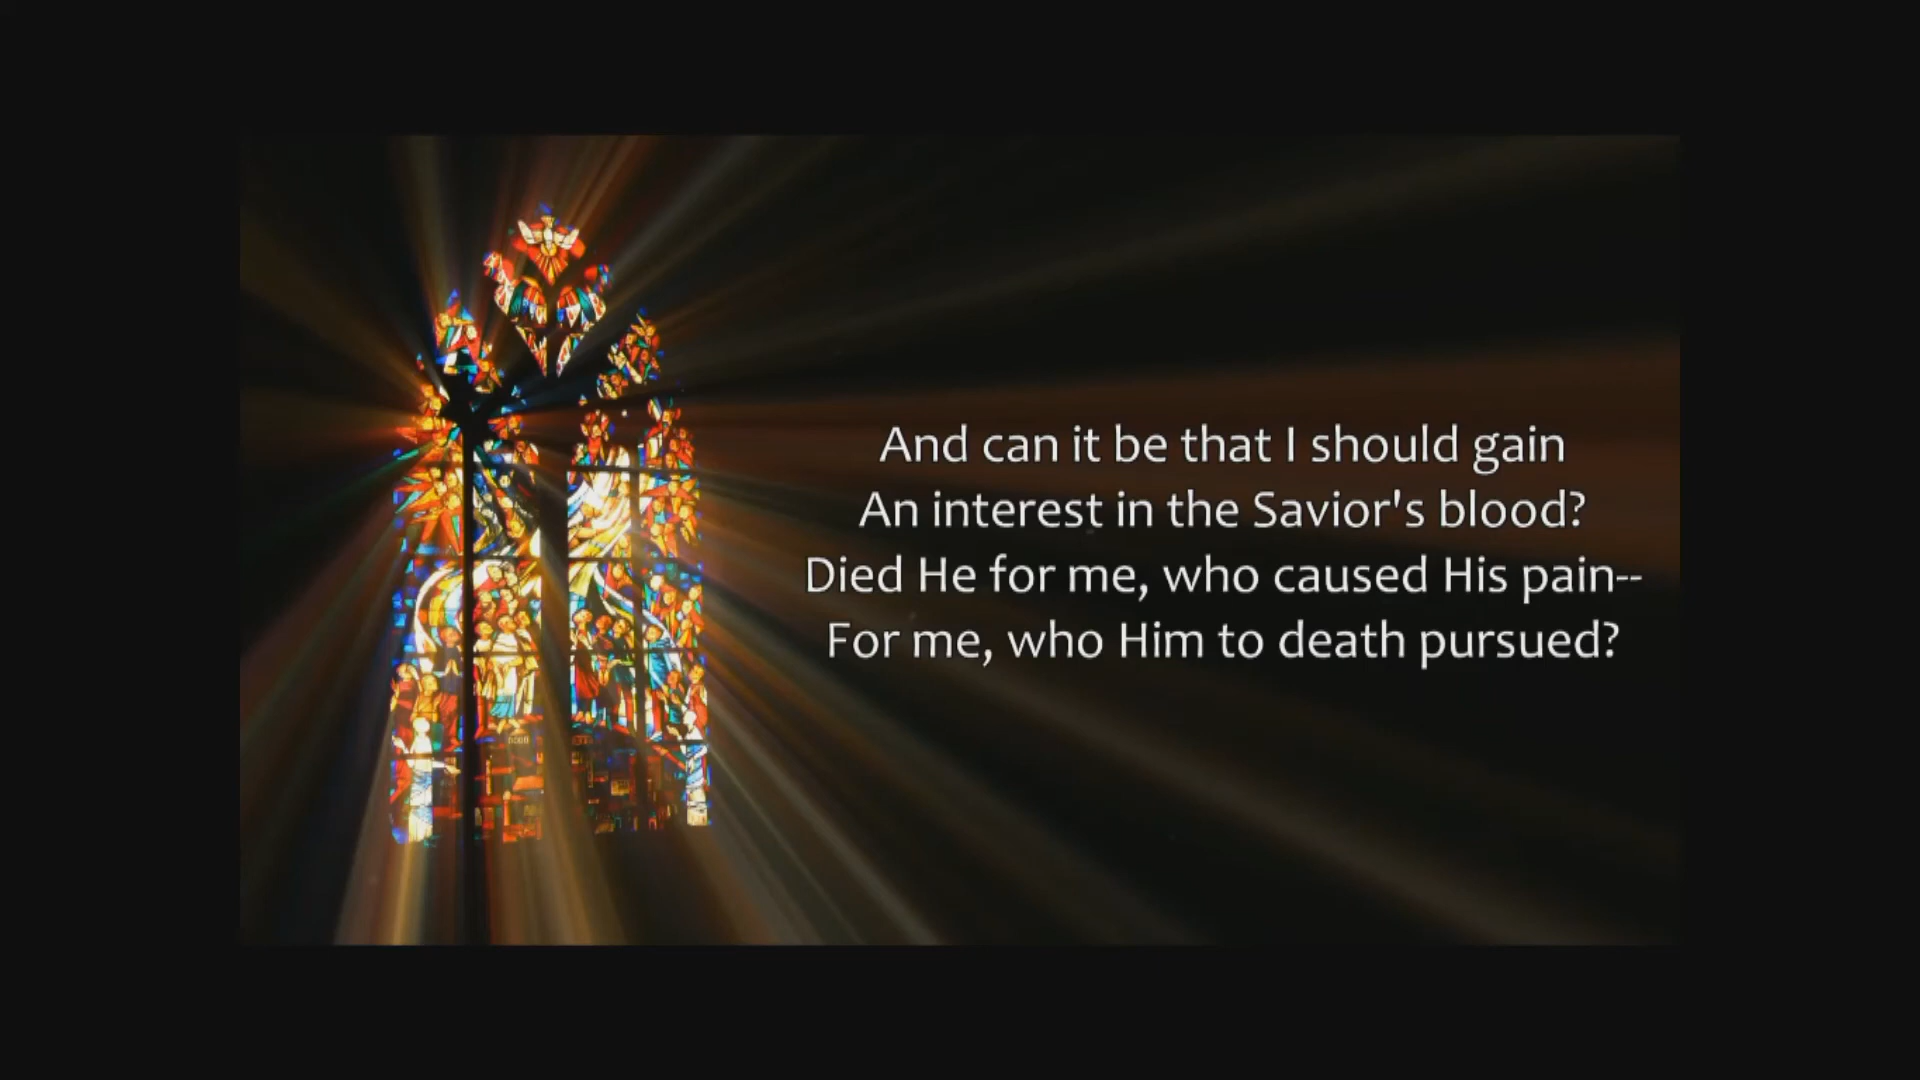 And can it be that I should gain
An interest in the Savior's blood?
Died He for me, who caused His pain--
For me, who Him to death pursued?